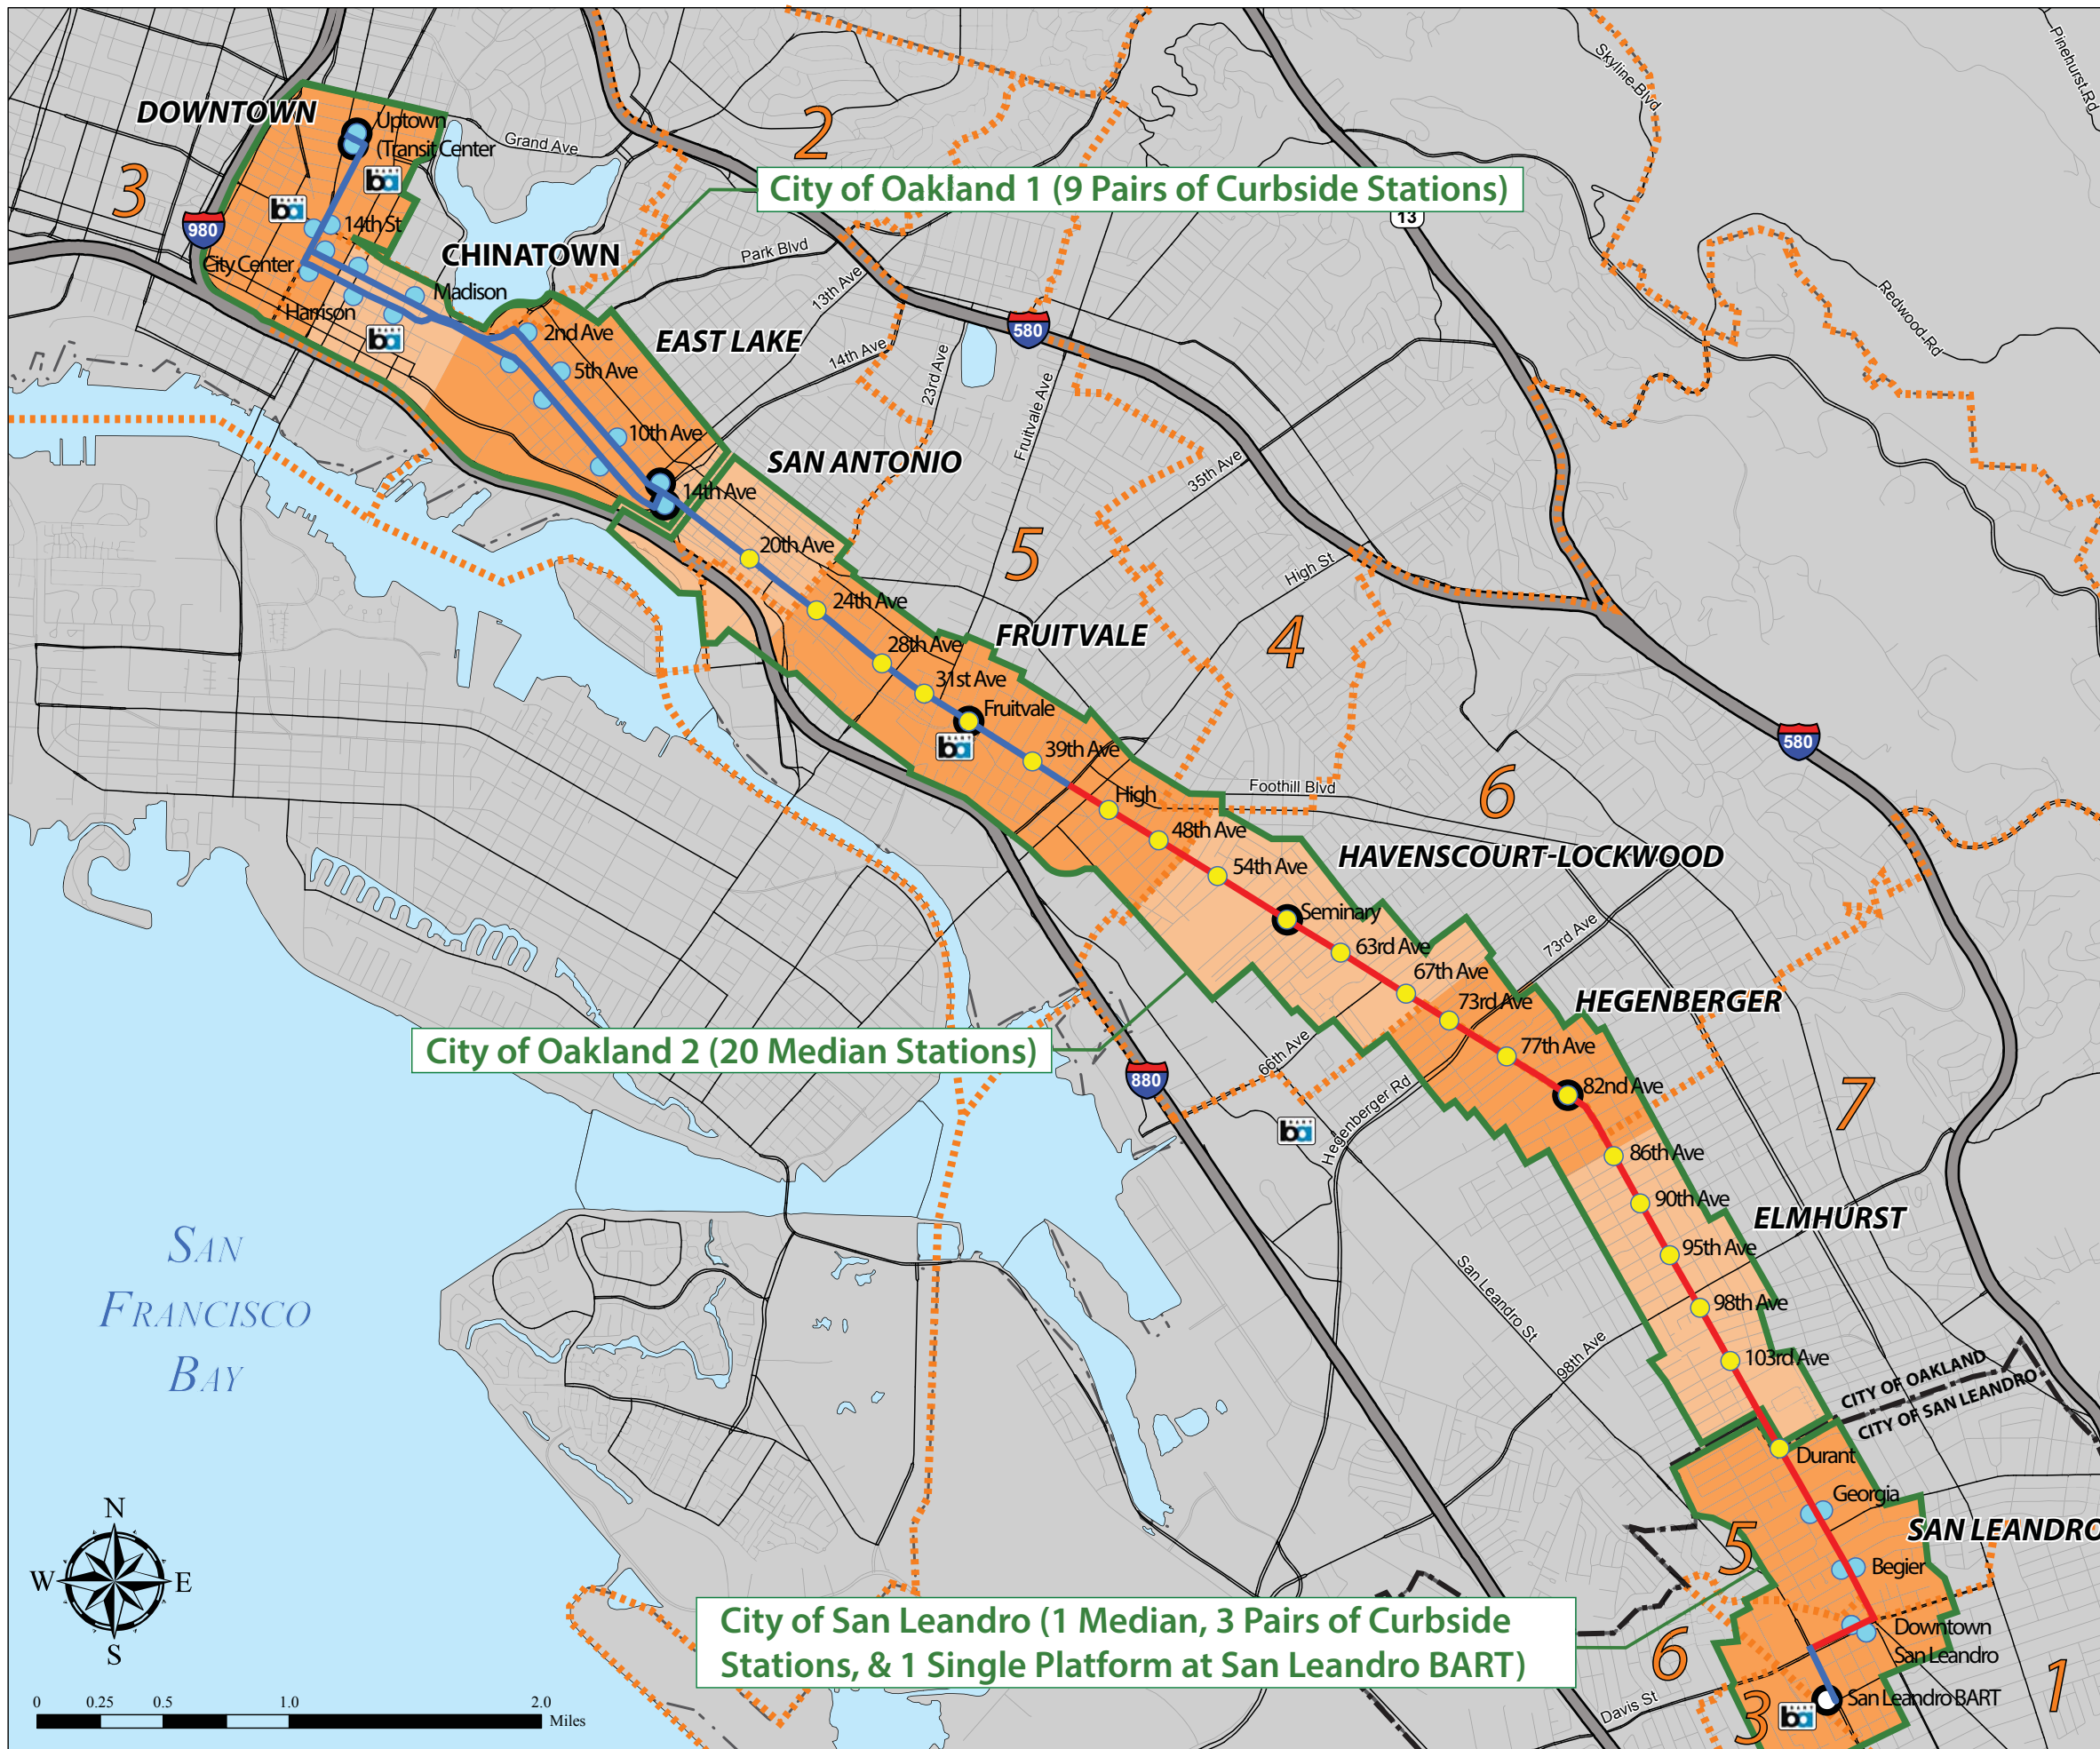 DOWNTOWN
Uptown
(Transit Center
Grand Ave
2
Skyline Blvd
Pinehurst Rd
3
980
14th St
City of Oakland 1 (9 Pairs of Curbside Stations)
13
CHINATOWN
City Center
Madison
Harrison
Park Blvd
13th Ave
580
Redwood Rd
2nd Ave
EAST LAKE
14th Ave
23rd Ave
Fruitvale Ave
5th Ave
10th Ave
SAN ANTONIO
35th Ave
14th Ave
20th Ave
5
High St
24th Ave
28th Ave
FRUITVALE
4
31st Ave
Fruitvale
39th Ave
580
High
Foothill Blvd
6
48th Ave
54th Ave
HAVENSCOURT-LOCKWOOD
Seminary
63rd Ave
73rd Ave
67th Ave
73rd Ave
HEGENBERGER
City of Oakland 2 (20 Median Stations)
77th Ave
66th Ave
880
82nd Ave
Hegenberger Rd
7
86th Ave
90th Ave
ELMHURST
95th Ave
98th Ave
San Leandro St
98th Ave
103rd Ave
CITY OF OAKLAND
CITY OF SAN LEANDRO
SAN
FRANCISCO
BAY
Durant
Georgia
SAN LEANDRO
5
Begier
City of San Leandro (1 Median, 3 Pairs of Curbside
Stations, & 1 Single Platform at San Leandro BART)
Downtown
San Leandro
6
1
San Leandro BART
3
Davis St
N
W
E
S
0
0.25
0.5
1.0
2.0
Miles
ba
ba
ba
ba
ba
ba